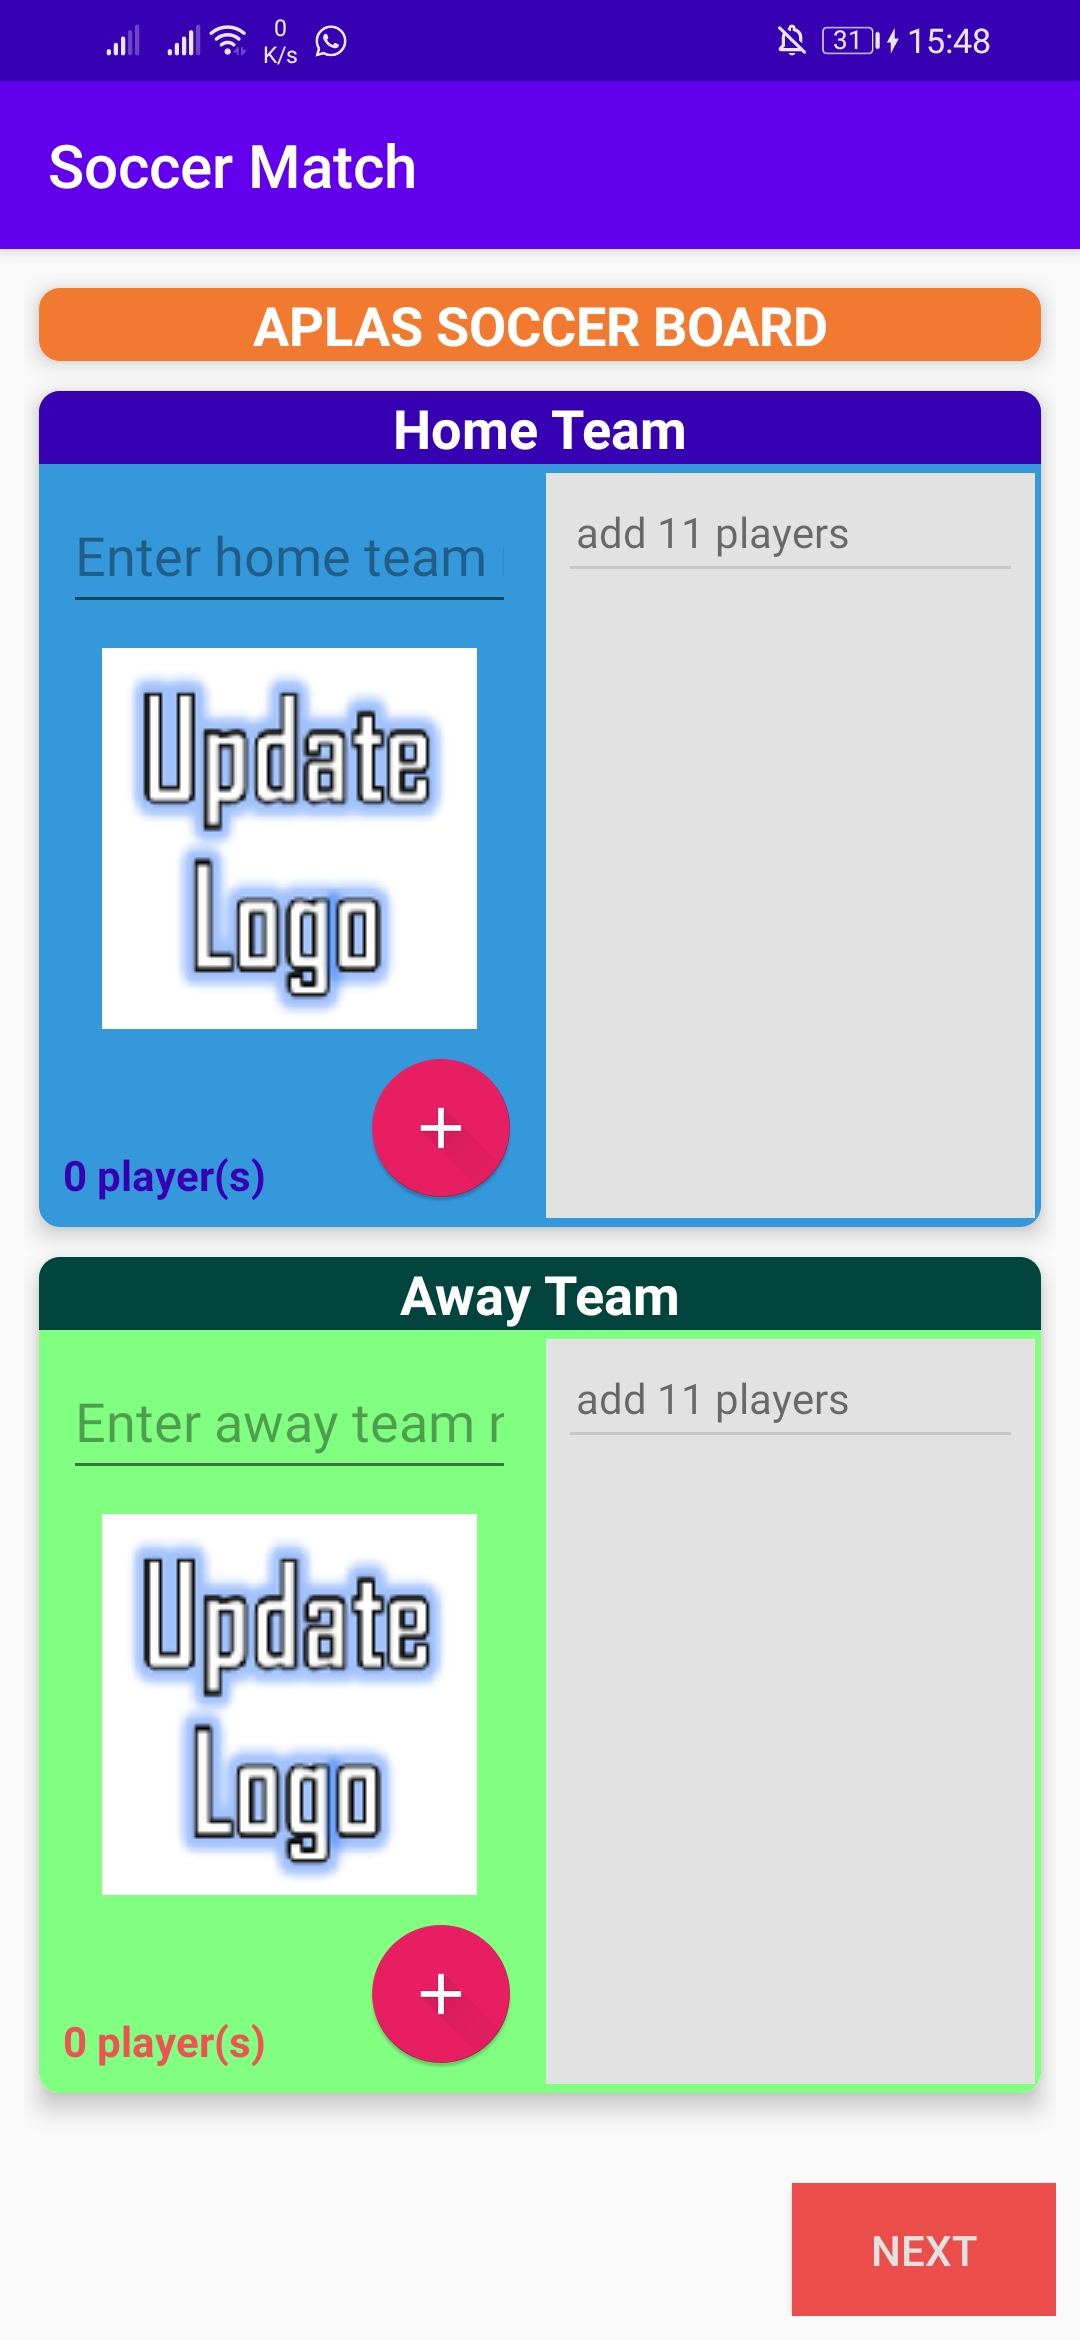 0
K/s
31
15:48
Soccer Match
APLAS SOCCER BOARD
Home Team
Enter home team
add 11 players
Update
Logo
0 player(s)
Away Team
Enter away team
add 11 players
Update
Logo
0 player(s)
NEXT